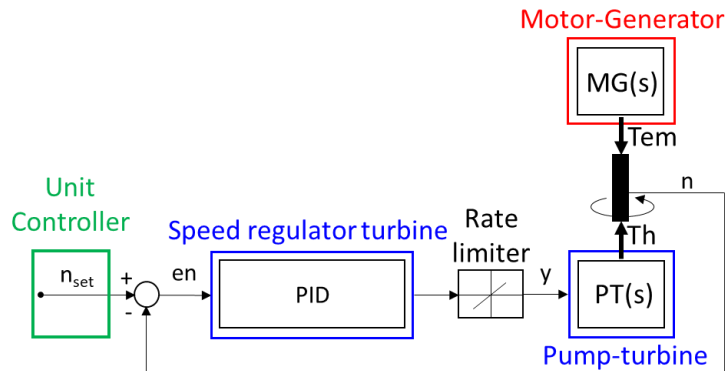 Motor-Generator
MG(s)
Tem
n
Unit
Controller
Speed regulator turbine
Rate
limiter
Th
nset
+
-
en
PID
y
PT(s)
Pump-turbine